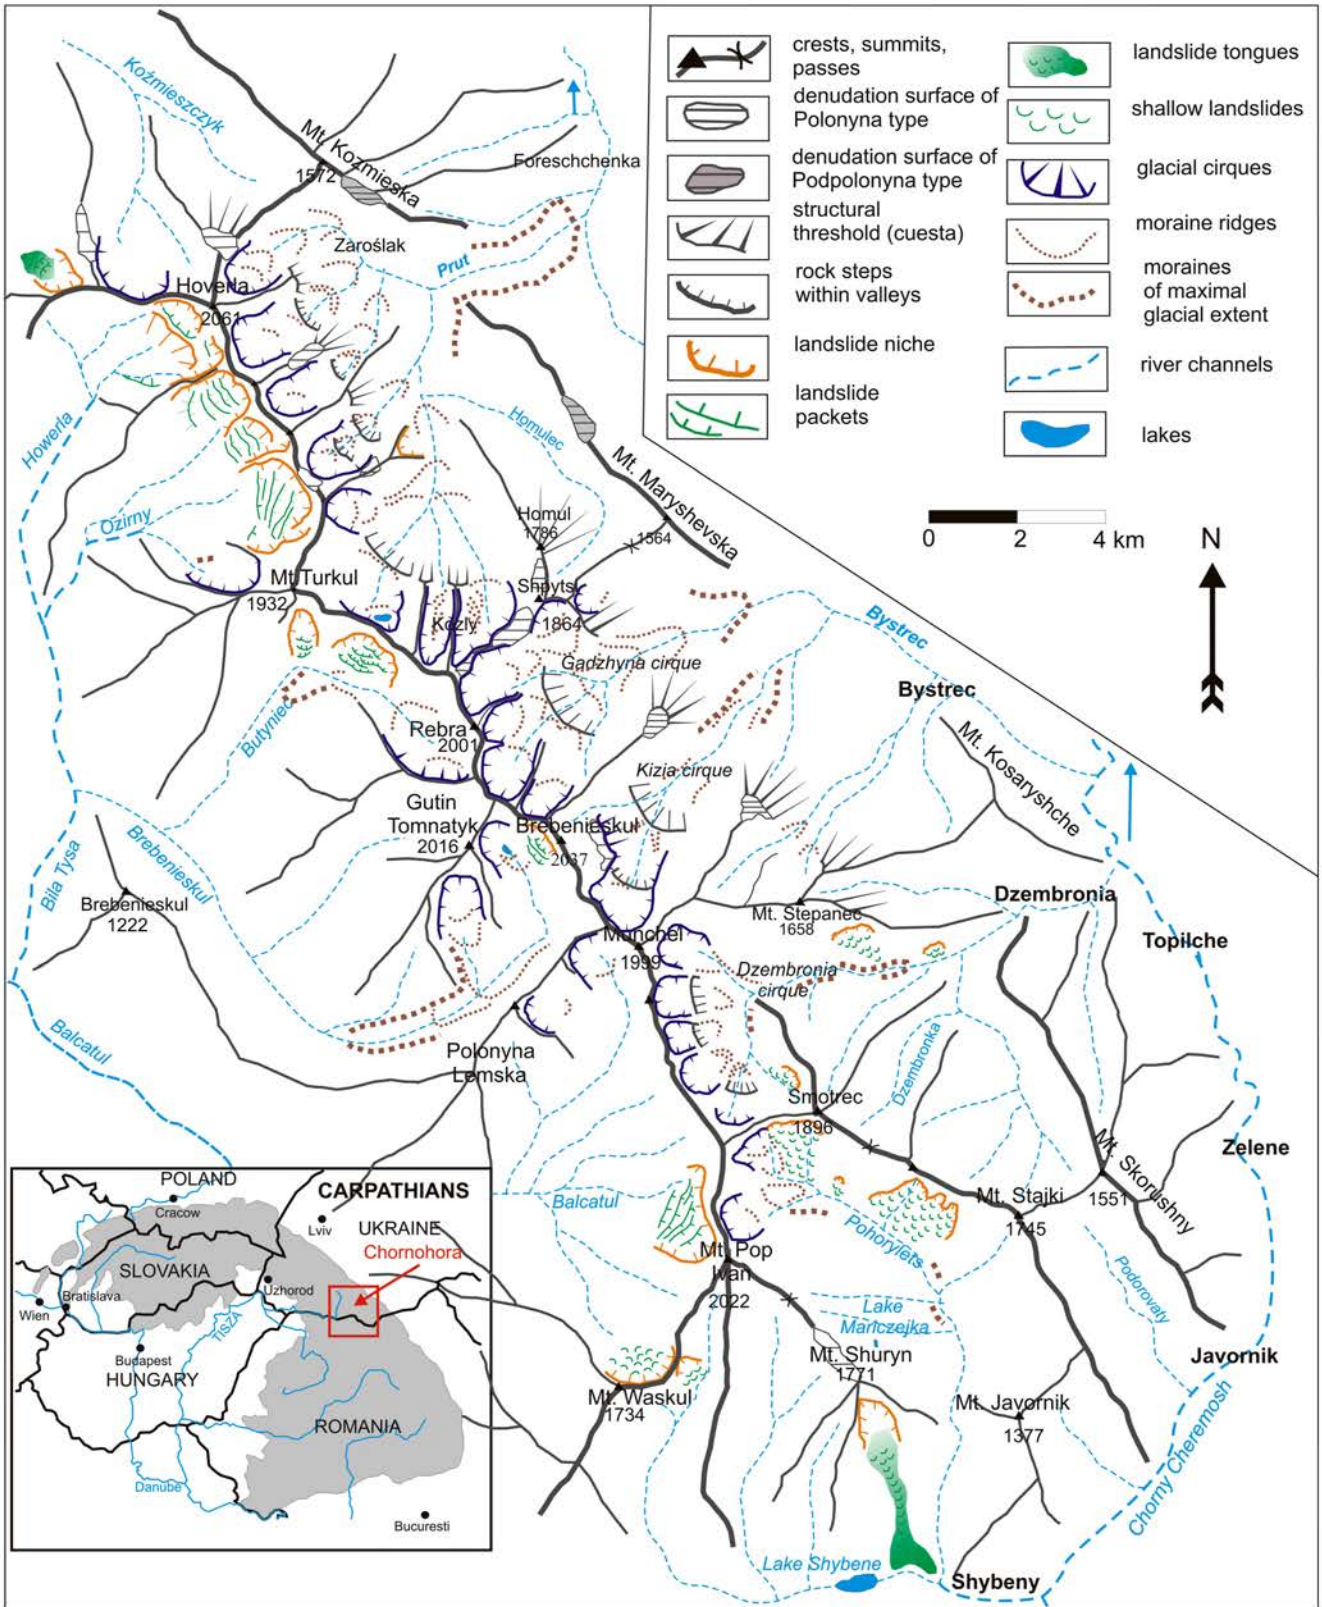 crests, summits,
passes
denudation surface of
Polonyna type
denudation surface of
Podpolonyna type
structural
threshold (cuesta)
rock steps
within valleys
landslide niche
landslide
packets
landslide tongues
shallow landslides
glacial cirques
moraine ridges
moraines
of maximal
glacial extent
river channels
lakes
0 2 4 km
N
Koźmieszczyk
Mt. Koźmieska
1572
Foreschchenka
Zaroślak
Prut
Hoverla
2061
Howerla
Homulec
Mt. Maryshevska
1564
Ozirny
Homul
1786
Mt. Turkul
1932
Shpytsi
1864
Kozly
Gadzhyna cirque
Bystrec
Bystrec
Butyniec
Rebra
2001
Kizja cirque
Mt. Kosaryshche
Gutin
Tomnatyk
2016
Brebenieskul
2037
Bila Tysa
Brebenieskul
Brebenieskul
1222
Munchel
1999
Mt. Stepanec
1658
Dzembronia
Topilche
Dzembronia
cirque
Balcatul
Polonyna
Lemska
Dzembronka
Smotrec
1896
Mt. Skorushny
1551
Zelene
Mt. Stajki
1745
Balcatul
Pohorylets
Podorovaty
Mt. Pop
Ivan
2022
Lake
Mariczejka
Mt. Shuryn
1771
Javornik
Mt. Waskul
1734
Mt. Javornik
1377
Chorny Cheremosh
Lake Shybene
Shybeny
POLAND
CARPATHIANS
Cracow
Lviv
UKRAINE
Chornohora
SLOVAKIA
Uzhorod
Bratislava
Wien
TISZA
Budapest
HUNGARY
ROMANIA
Danube
Bucuresti